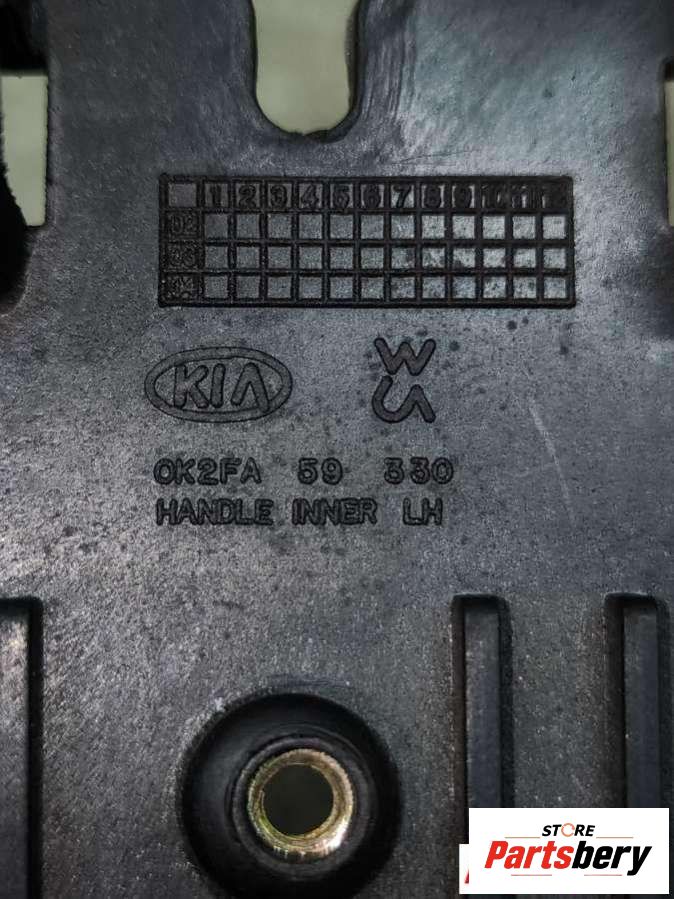 1 2 3 4 5 6 7 8 9 10 11 12
02
03
04
KIA
W
0K2FA 59 330
HANDLE INNER LH
STORE
Partsbery